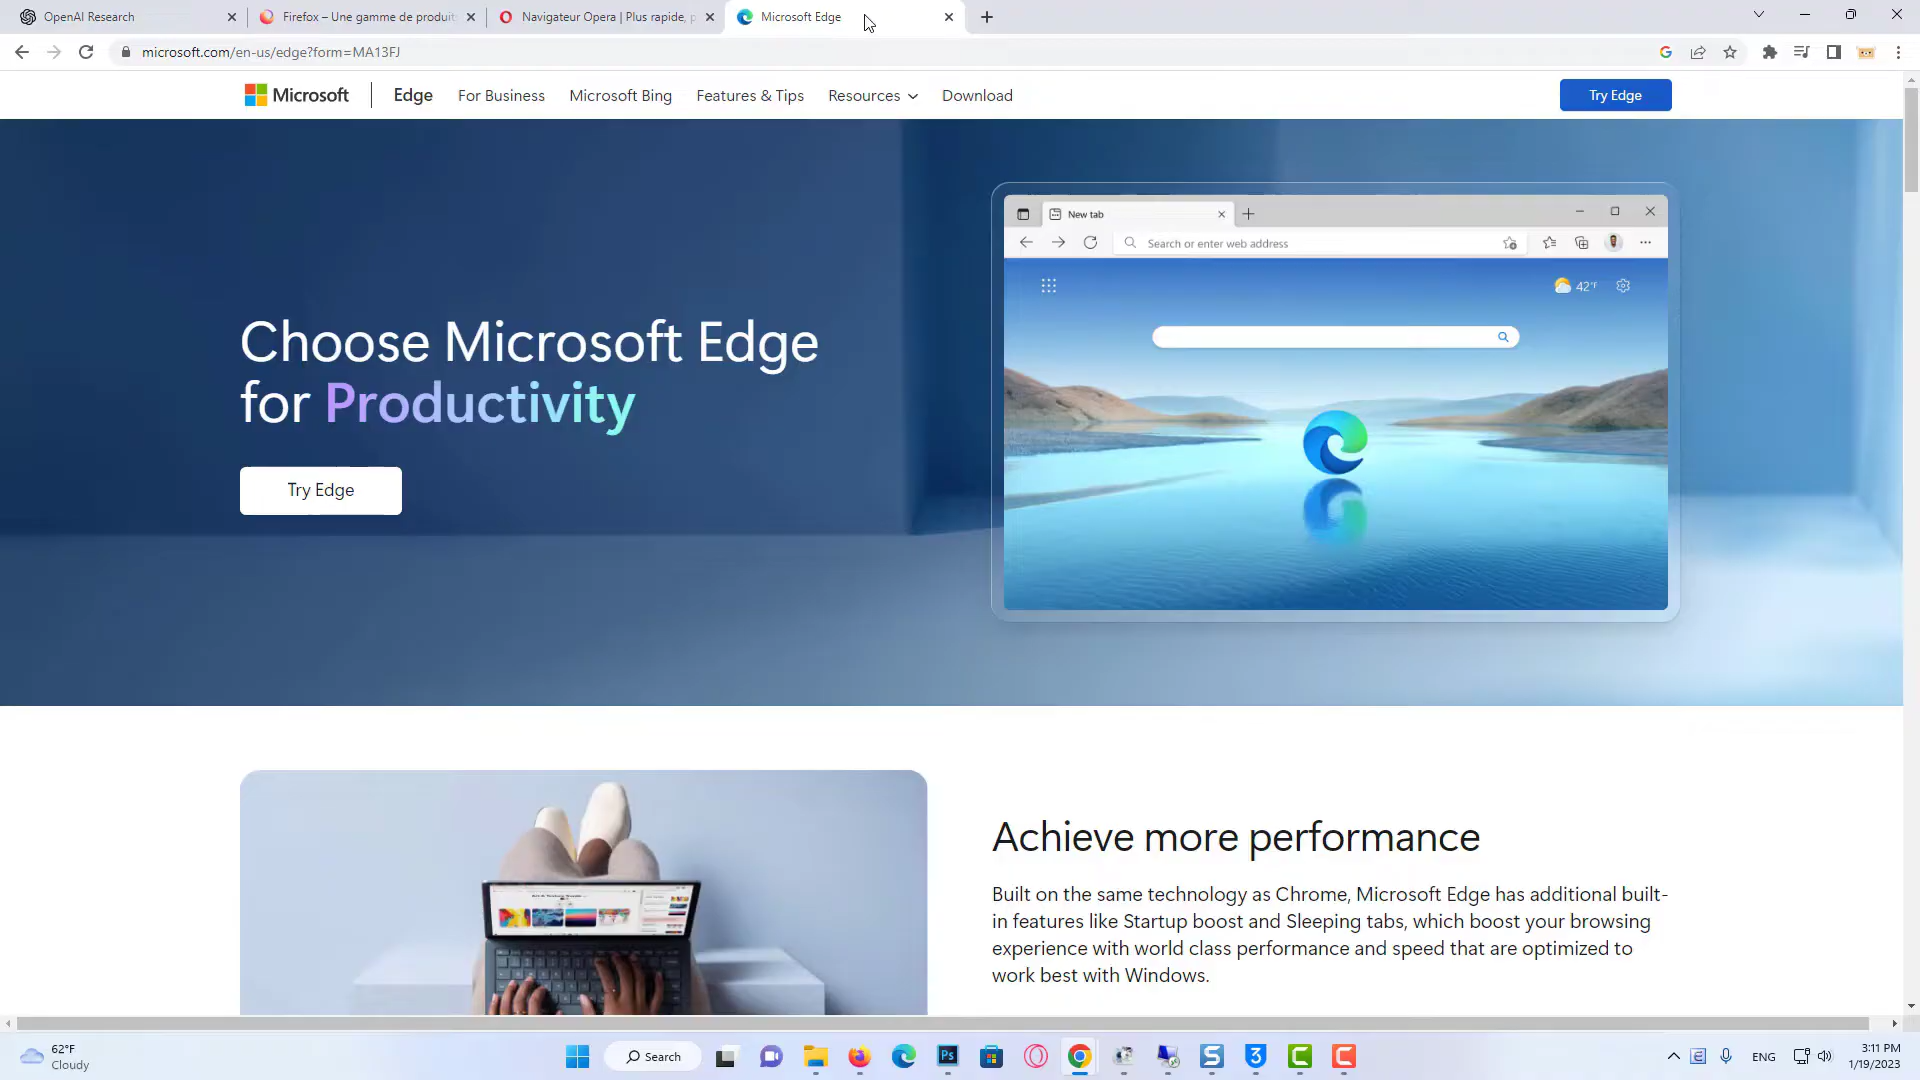 OpenAI Research
Firefox – Une gamme de produit
Navigateur Opera | Plus rapide, p
Microsoft Edge
microsoft.com/en-us/edge?form=MA13FJ
Microsoft
Edge
For Business
Microsoft Bing
Features & Tips
Resources
Download
Try Edge
New tab
Search or enter web address
42°F
Choose Microsoft Edge
for Productivity
Try Edge
Achieve more performance
Built on the same technology as Chrome, Microsoft Edge has additional built-
in features like Startup boost and Sleeping tabs, which boost your browsing
experience with world class performance and speed that are optimized to
work best with Windows.
62°F
Cloudy
Search
Ps
ENG
3:11 PM
1/19/2023